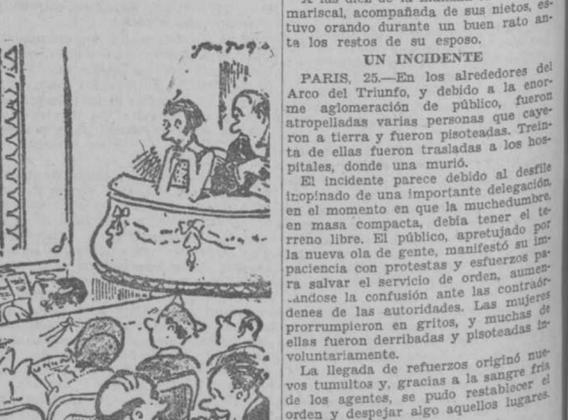 mariscal, acompañada de sus nietos, es-
tuvo orando durante un buen rato an-
te los restos de su esposo.
UN INCIDENTE
PARIS, 25.—En los alrededores del
Arco del Triunfo, y debido a la enor-
me aglomeración de público, fueron
atropelladas varias personas que caye-
ron a tierra y fueron pisoteadas. Trein-
ta de ellas fueron trasladas a los hos-
pitales, donde una murió.
El incidente parece debido al desfile
inopinado de una importante delegación,
en el momento en que la muchedumbre,
en masa compacta, debía tener el te-
rreno libre. El público, apretujado por
la nueva ola de gente, manifestó su im-
paciencia con protestas y esfuerzos pa-
ra salvar el servicio de orden, aumen-
ándose la confusión ante las contraór-
denes de las autoridades. Las mujeres
prorrumpieron en gritos, y muchas de
ellas fueron derribadas y pisoteadas in-
voluntariamente.
La llegada de refuerzos originó nue-
vos tumultos y, gracias a la sangre fría
de los agentes, se pudo restablecer el
orden y despejar algo aquellos lugares.